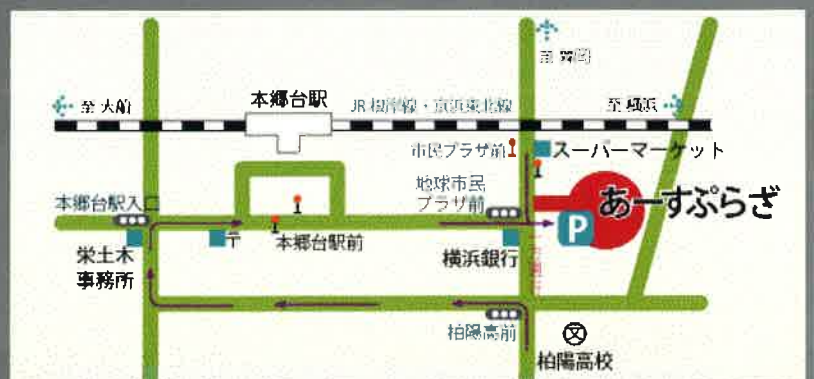 至 大船
本郷台駅
JR 根岸線・京浜東北線
至 横浜
市民プラザ前
スーパーマーケット
地球市民
プラザ前
あーすぷらざ
本郷台駅入口
P
〒
本郷台駅前
横浜銀行
栄土木
事務所
柏陽高前
文
柏陽高校